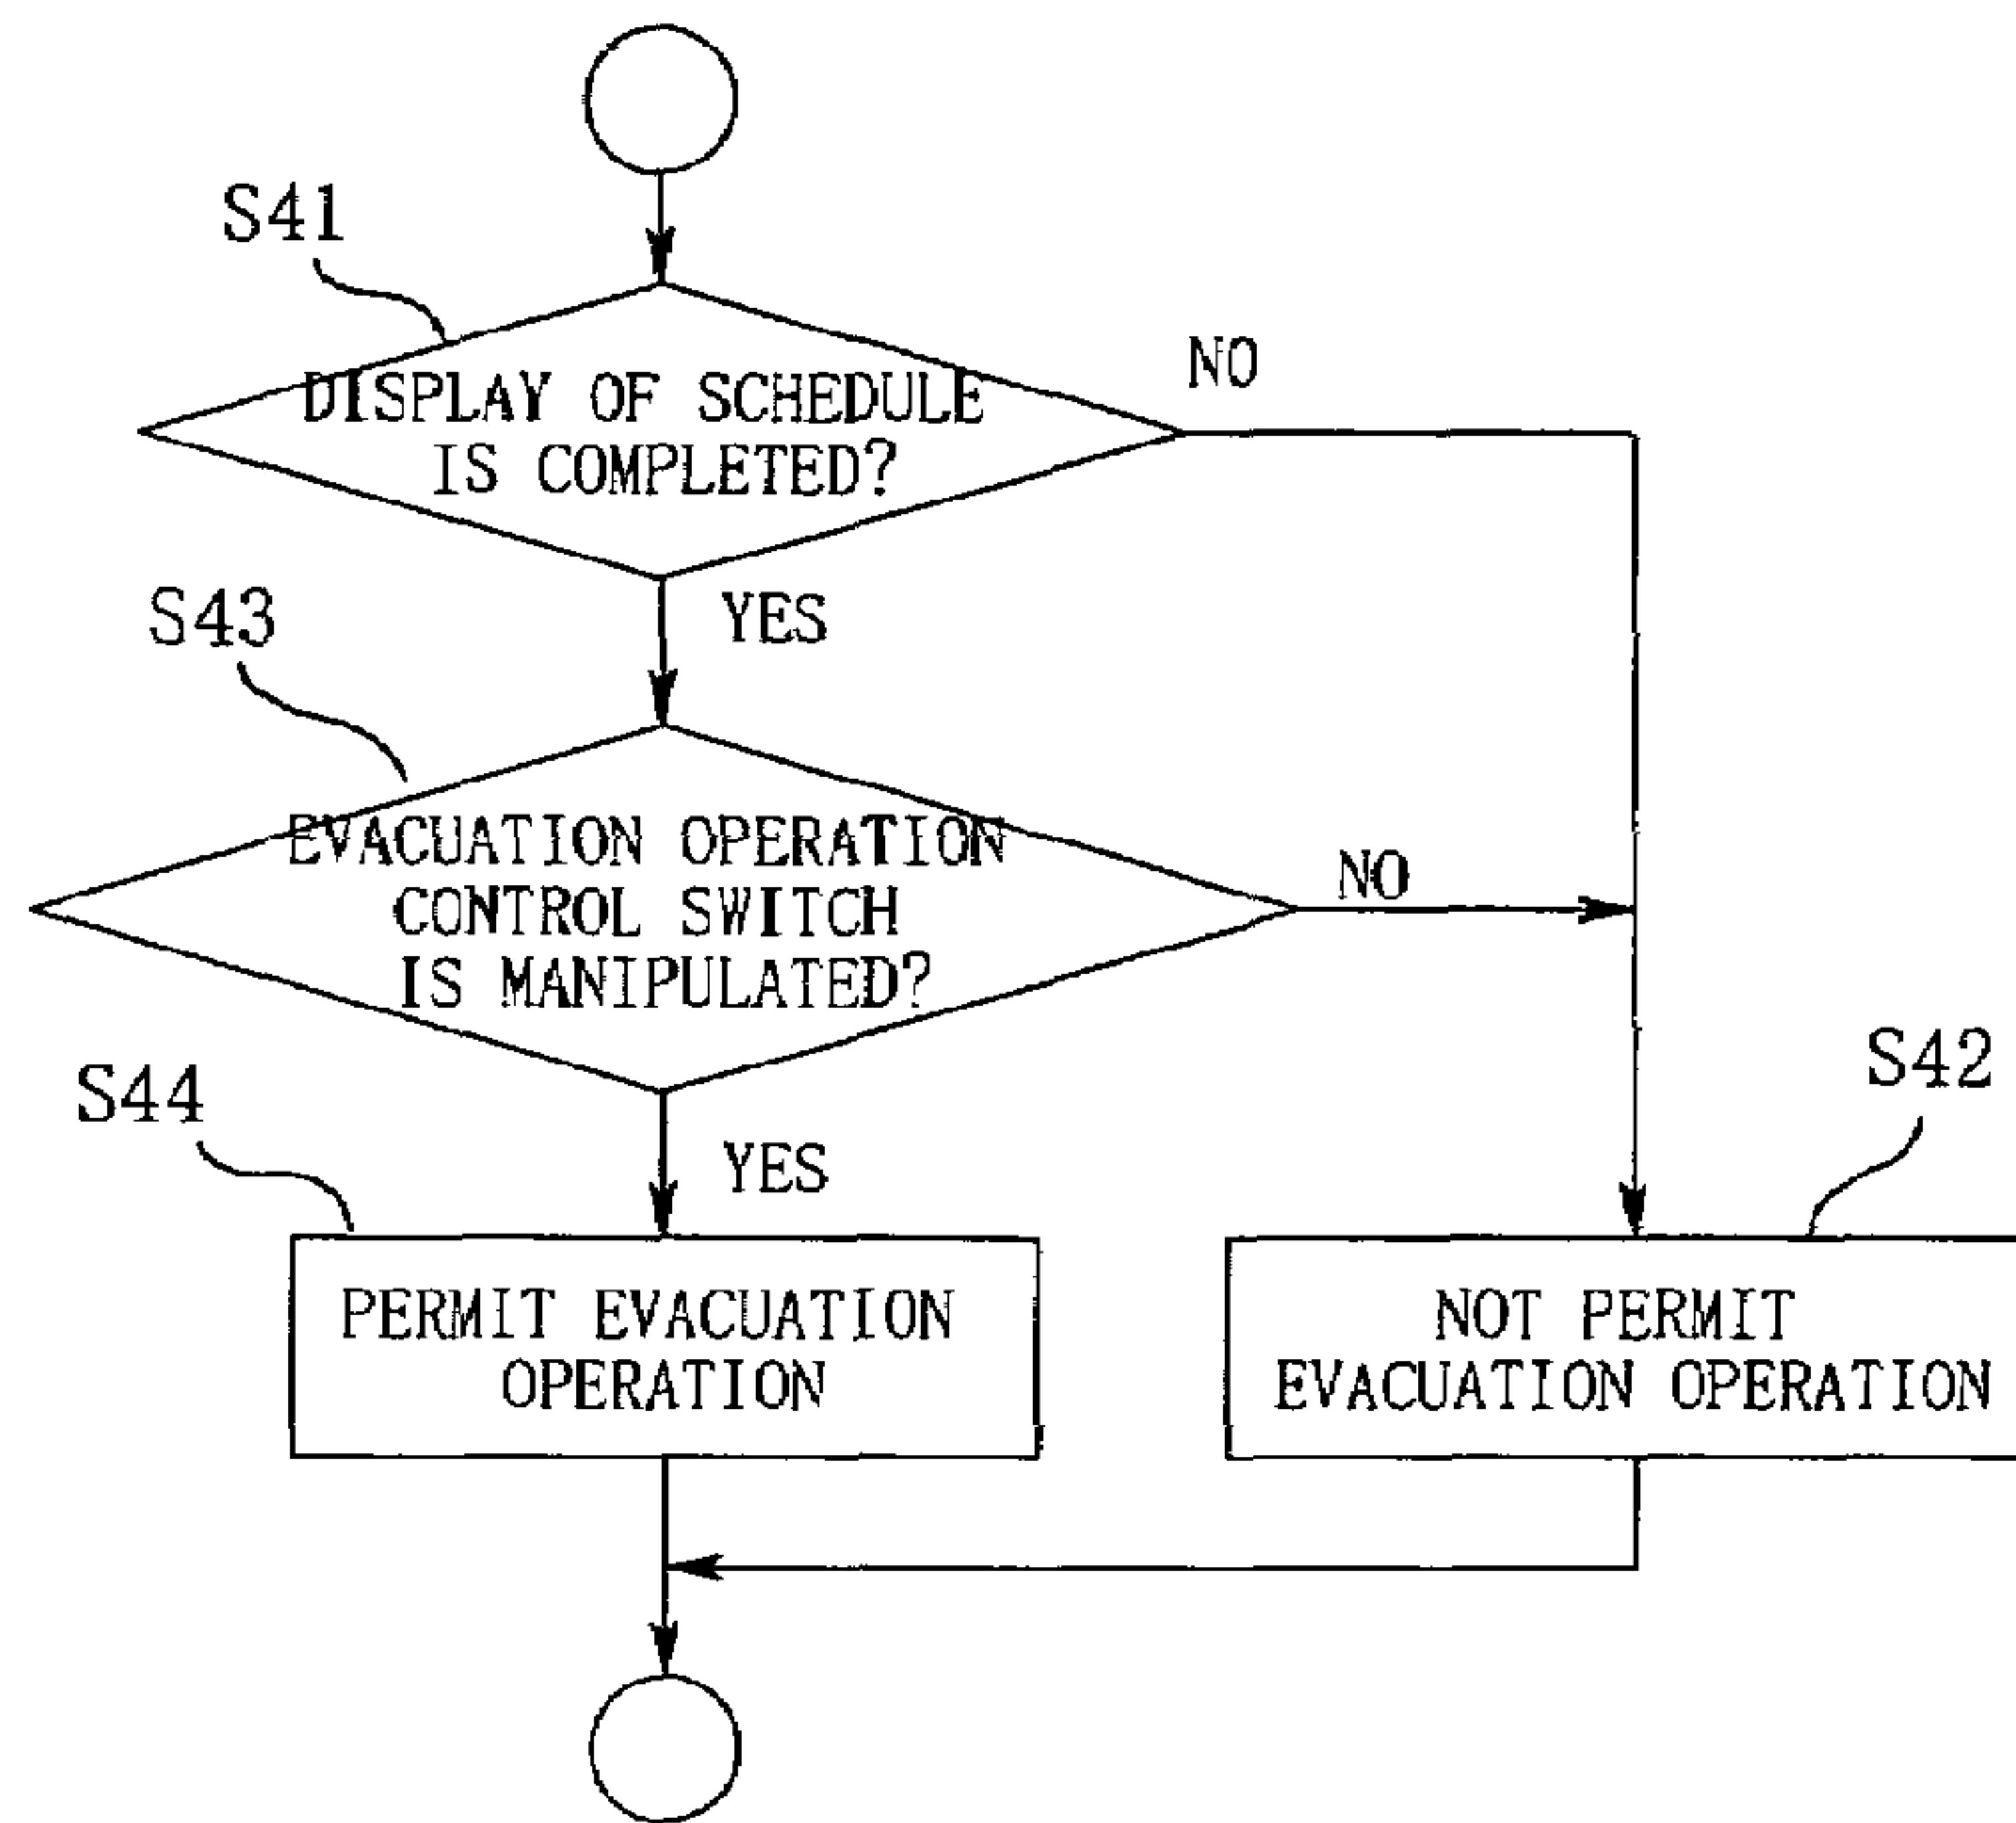 S41
DISPLAY OF SCHEDULE
IS COMPLETED?
NO
YES
S43
EVACUATION OPERATION
CONTROL SWITCH
IS MANIPULATED?
NO
YES
S44
PERMIT EVACUATION
OPERATION
S42
NOT PERMIT
EVACUATION OPERATION